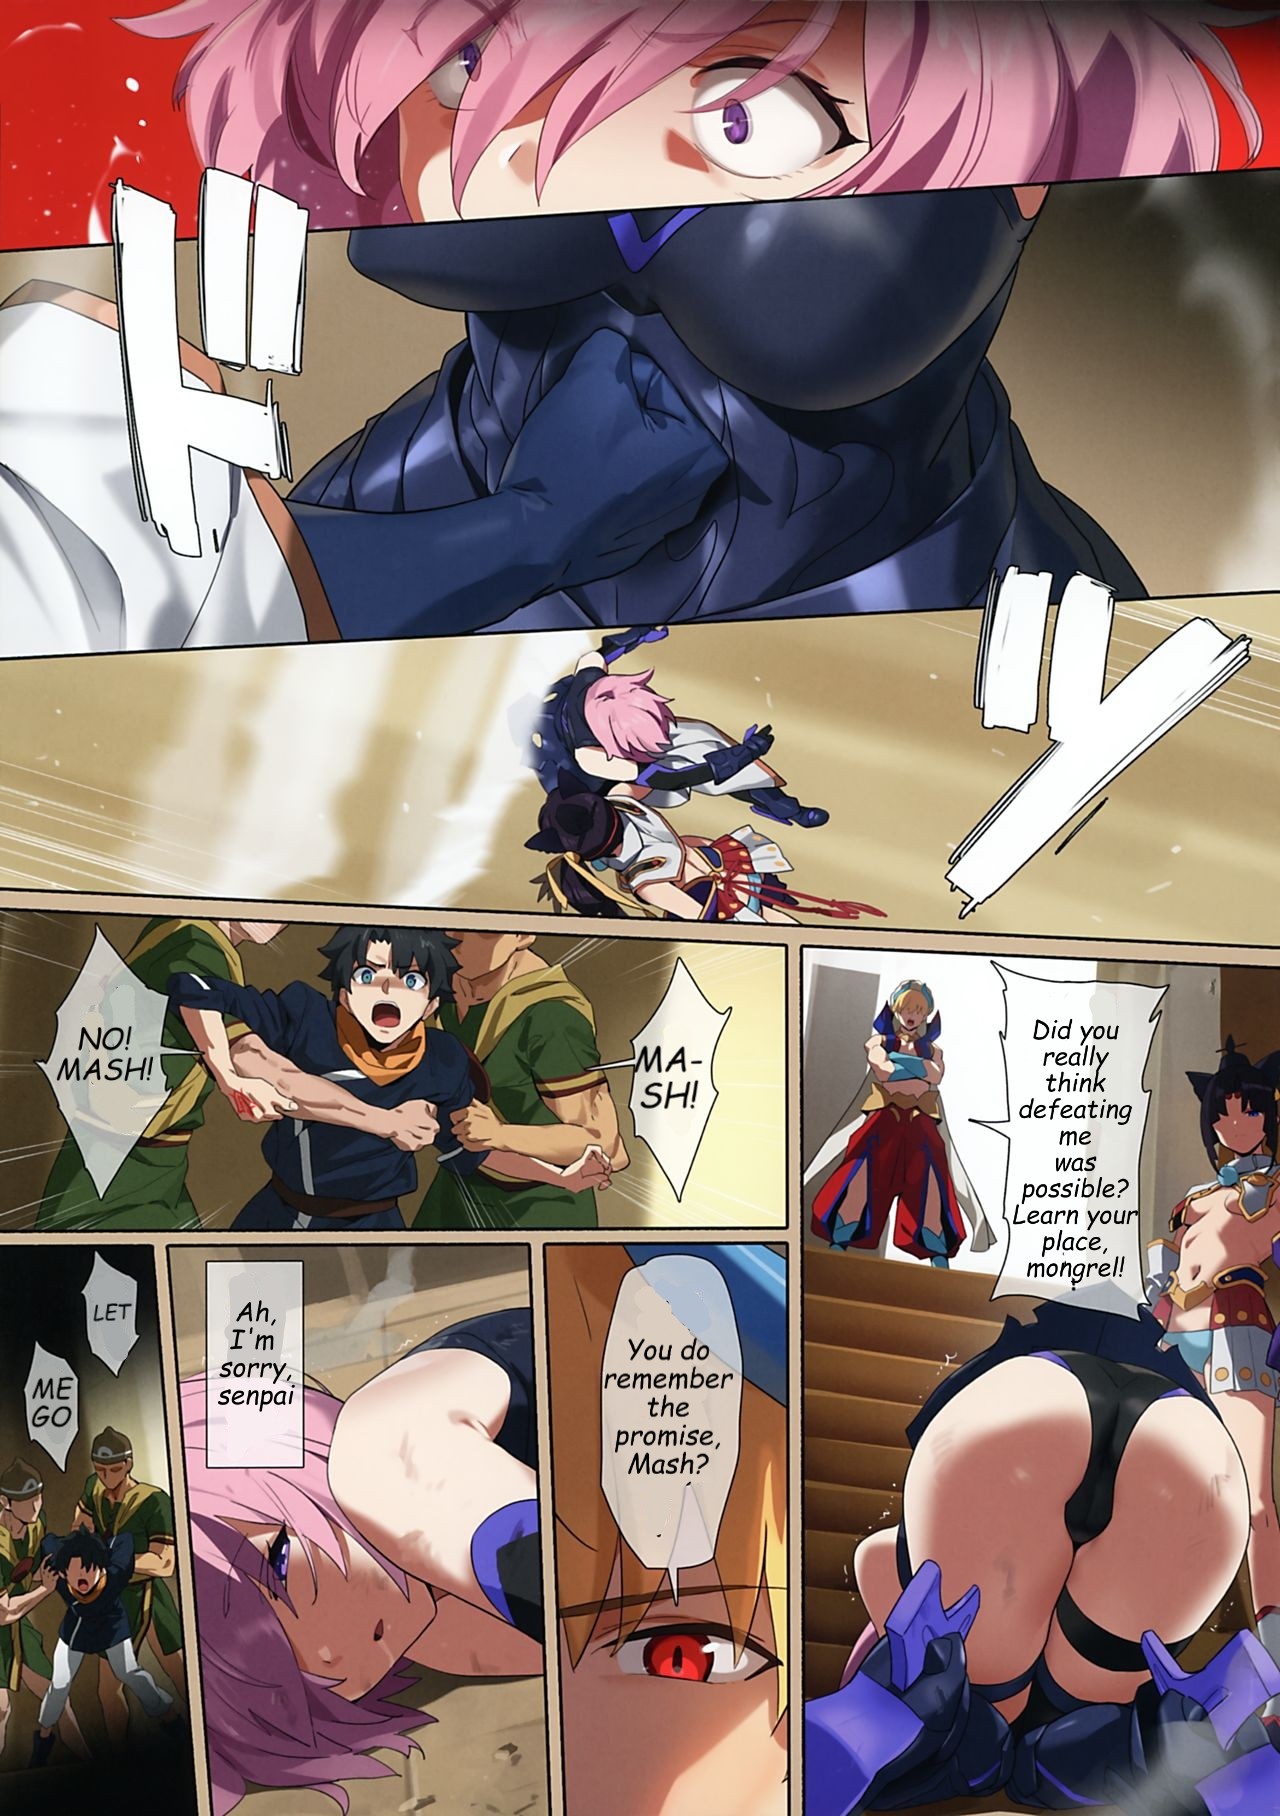 ド
ッ
MA-
SH!
NO!
MASH!
Did you
really
think
defeating
me
was
possible?
Learn your
place,
mongrel!
You do
remember
the
promise,
Mash?
Ah,
I'm
sorry,
senpai
LET
ME
GO